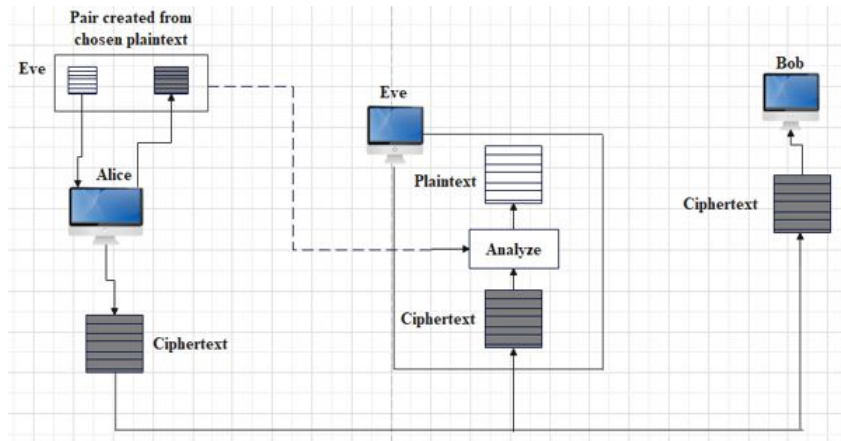 Pair created from
chosen plaintext
Eve
Alice
Ciphertext
Eve
Plaintext
Analyze
Ciphertext
Bob
Ciphertext